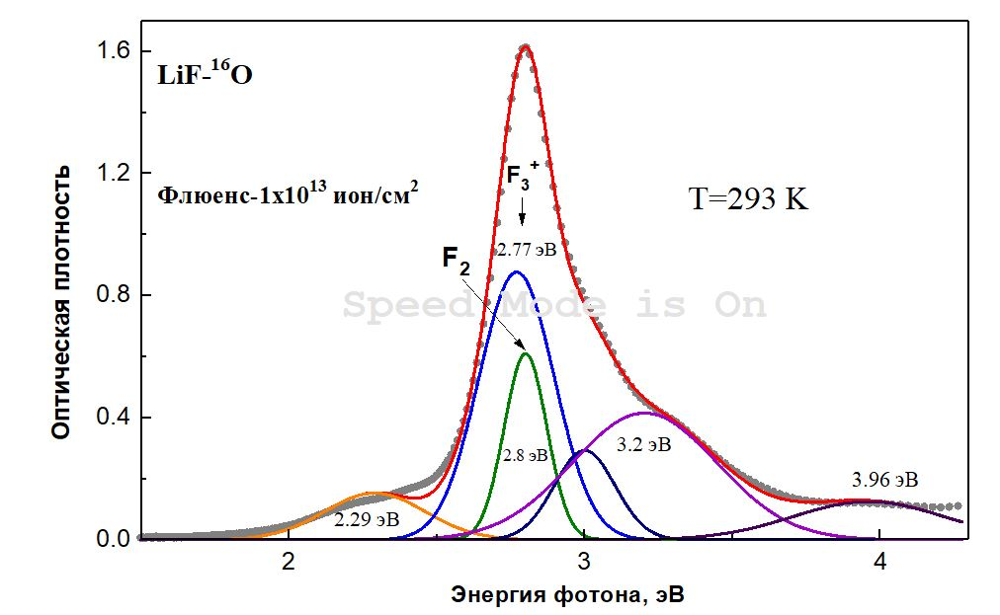 1.6
LiF-¹⁶O
1.2
Флюенс-1x10¹³ ион/см²
F₃⁺
T=293 K
2.77 эВ
F₂
0.8
Speed Mode is On
Оптическая плотность
0.4
2.8 эВ
3.2 эВ
3.96 эВ
2.29 эВ
0.0
2
3
4
Энергия фотона, эВ